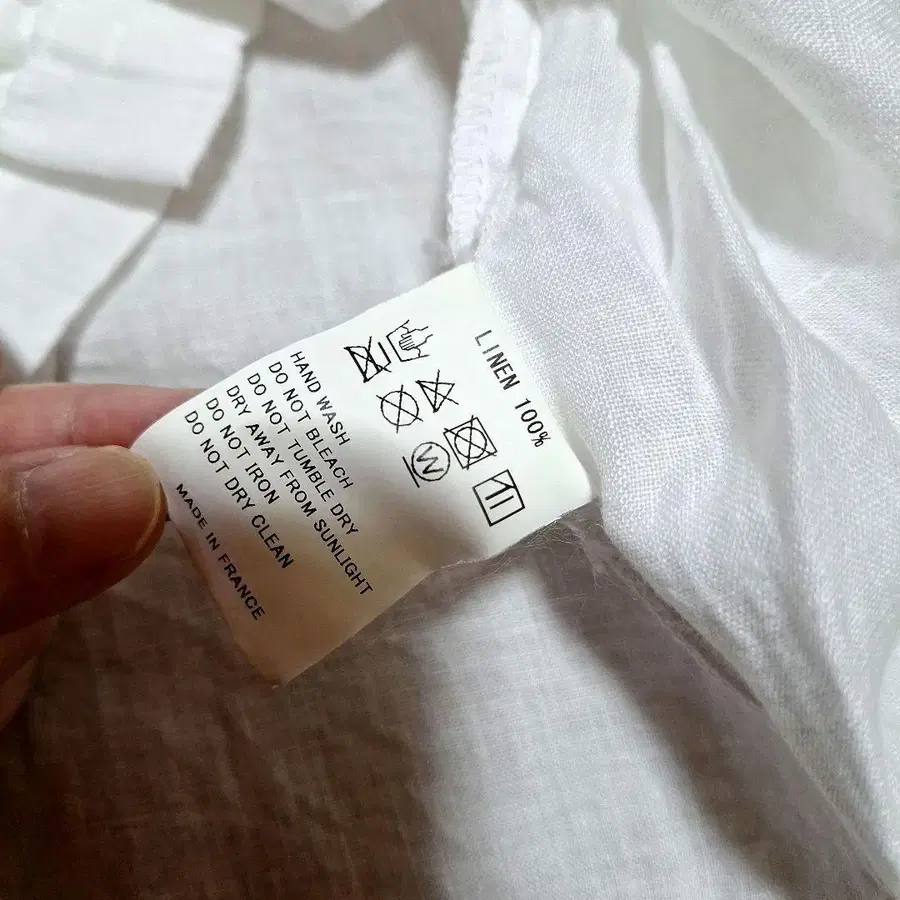 LINEN 100%
W
HAND WASH
DO NOT BLEACH
DO NOT TUMBLE DRY
DRY AWAY FROM SUNLIGHT
DO NOT IRON
DO NOT DRY CLEAN
MADE IN FRANCE